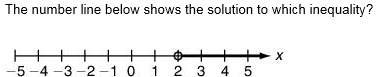 The number line below shows the solution to which inequality?
x
-5 -4 -3 -2 -1 0 1 2 3 4 5